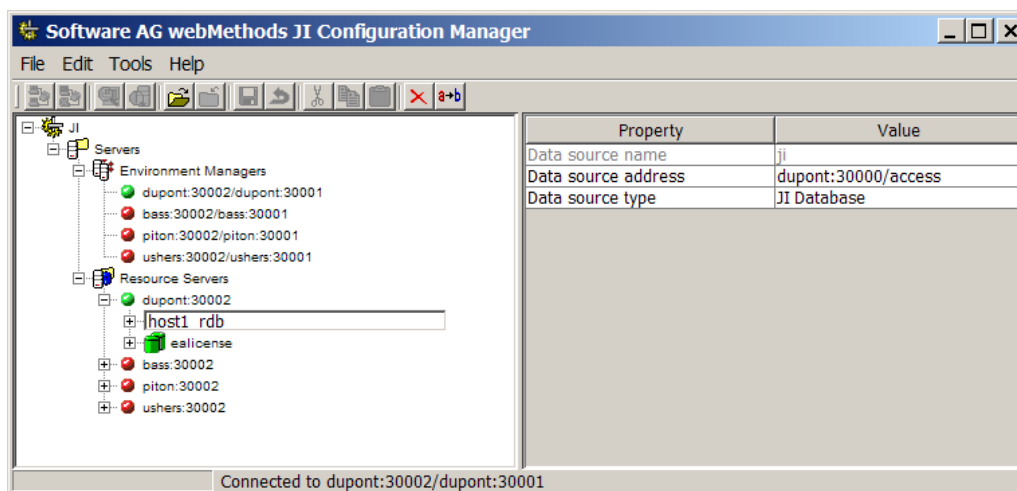 Software AG webMethods JI Configuration Manager
File Edit Tools Help
a→b
JI
Servers
Environment Managers
dupont:30002/dupont:30001
bass:30002/bass:30001
piton:30002/piton:30001
ushers:30002/ushers:30001
Resource Servers
dupont:30002
host1_rdb
ealicense
bass:30002
piton:30002
ushers:30002
Property Value
Data source name ji
Data source address dupont:30000/access
Data source type JI Database
Connected to dupont:30002/dupont:30001